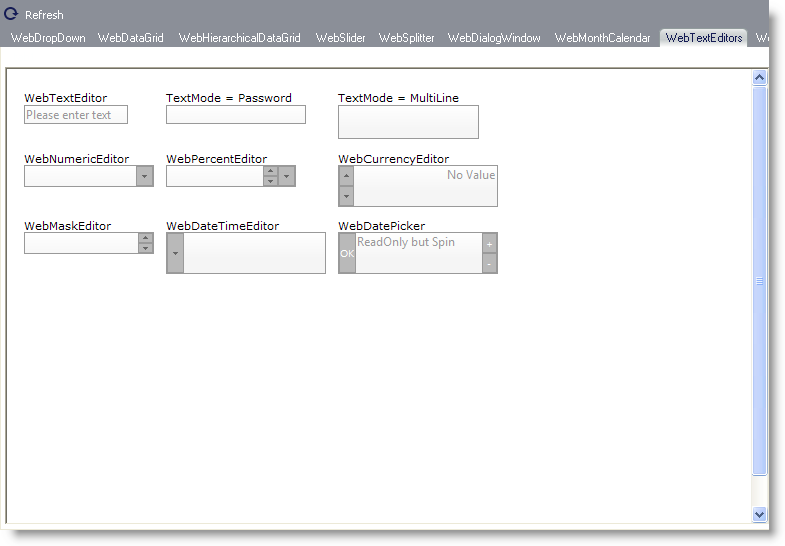 Refresh
WebDropDown WebDataGrid WebHierarchicalDataGrid WebSlider WebSplitter WebDialogWindow WebMonthCalendar WebTextEditors
WebTextEditor TextMode = Password TextMode = MultiLine
Please enter text
WebNumericEditor WebPercentEditor WebCurrencyEditor
No Value
WebMaskEditor WebDateTimeEditor WebDatePicker
ReadOnly but Spin +
OK
-